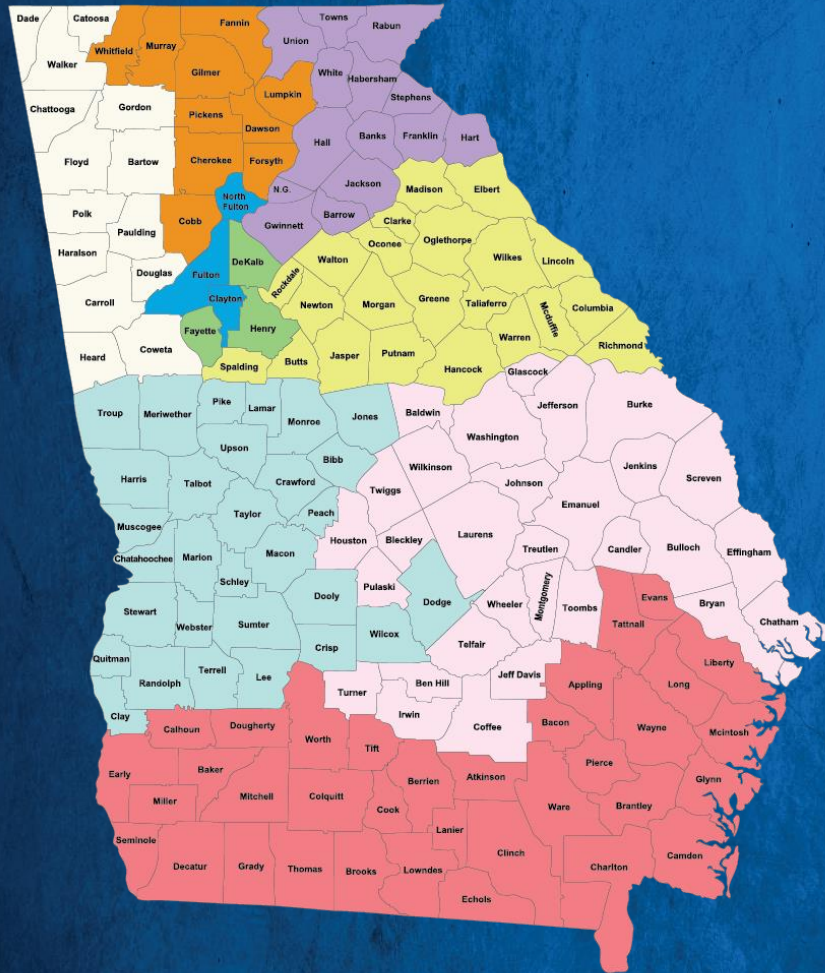 Dade
Catoosa
Fannin
Towns
Rabun
Union
Whitfield
Murray
Walker
Gilmer
White
Habersham
Lumpkin
Stephens
Chattooga
Gordon
Pickens
Dawson
Hall
Banks
Franklin
Hart
Floyd
Bartow
Cherokee
Forsyth
N.G.
Jackson
Madison
Elbert
North
Fulton
Polk
Paulding
Cobb
Gwinnett
Barrow
Clarke
Oconee
Oglethorpe
Haralson
Douglas
Fulton
DeKalb
Rockdale
Walton
Wilkes
Lincoln
Carroll
Clayton
Newton
Morgan
Greene
Taliaferro
Mcduffie
Columbia
Fayette
Henry
Warren
Richmond
Heard
Coweta
Spalding
Butts
Jasper
Putnam
Hancock
Glascock
Troup
Meriwether
Pike
Lamar
Monroe
Jones
Baldwin
Washington
Jefferson
Burke
Upson
Bibb
Wilkinson
Jenkins
Screven
Harris
Talbot
Crawford
Twiggs
Johnson
Emanuel
Taylor
Peach
Muscogee
Houston
Bleckley
Laurens
Treutlen
Candler
Bulloch
Effingham
Chatahoochee
Marion
Macon
Schley
Pulaski
Dooly
Dodge
Wheeler
Montgomery
Toombs
Evans
Bryan
Chatham
Stewart
Webster
Sumter
Wilcox
Telfair
Tattnall
Crisp
Quitman
Randolph
Terrell
Lee
Turner
Ben Hill
Jeff Davis
Appling
Long
Liberty
Clay
Calhoun
Dougherty
Worth
Tift
Irwin
Coffee
Bacon
Wayne
Mcintosh
Early
Baker
Mitchell
Colquitt
Berrien
Atkinson
Pierce
Glynn
Miller
Cook
Ware
Brantley
Seminole
Lanier
Clinch
Camden
Decatur
Grady
Thomas
Brooks
Lowndes
Charlton
Echols